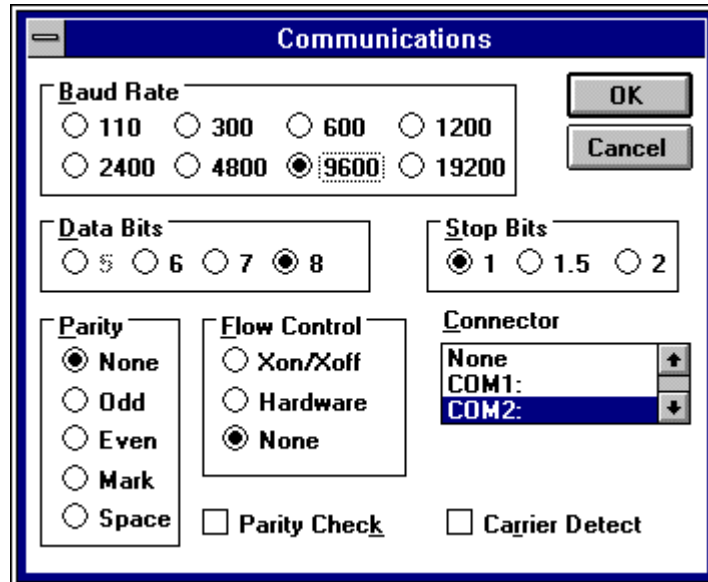 Communications
Baud Rate
110 300 600 1200
2400 4800 9600 19200
OK
Cancel
Data Bits
5 6 7 8
Stop Bits
1 1.5 2
Parity
None
Odd
Even
Mark
Space
Flow Control
Xon/Xoff
Hardware
None
Connector
None
COM1:
COM2:
Parity Check
Carrier Detect